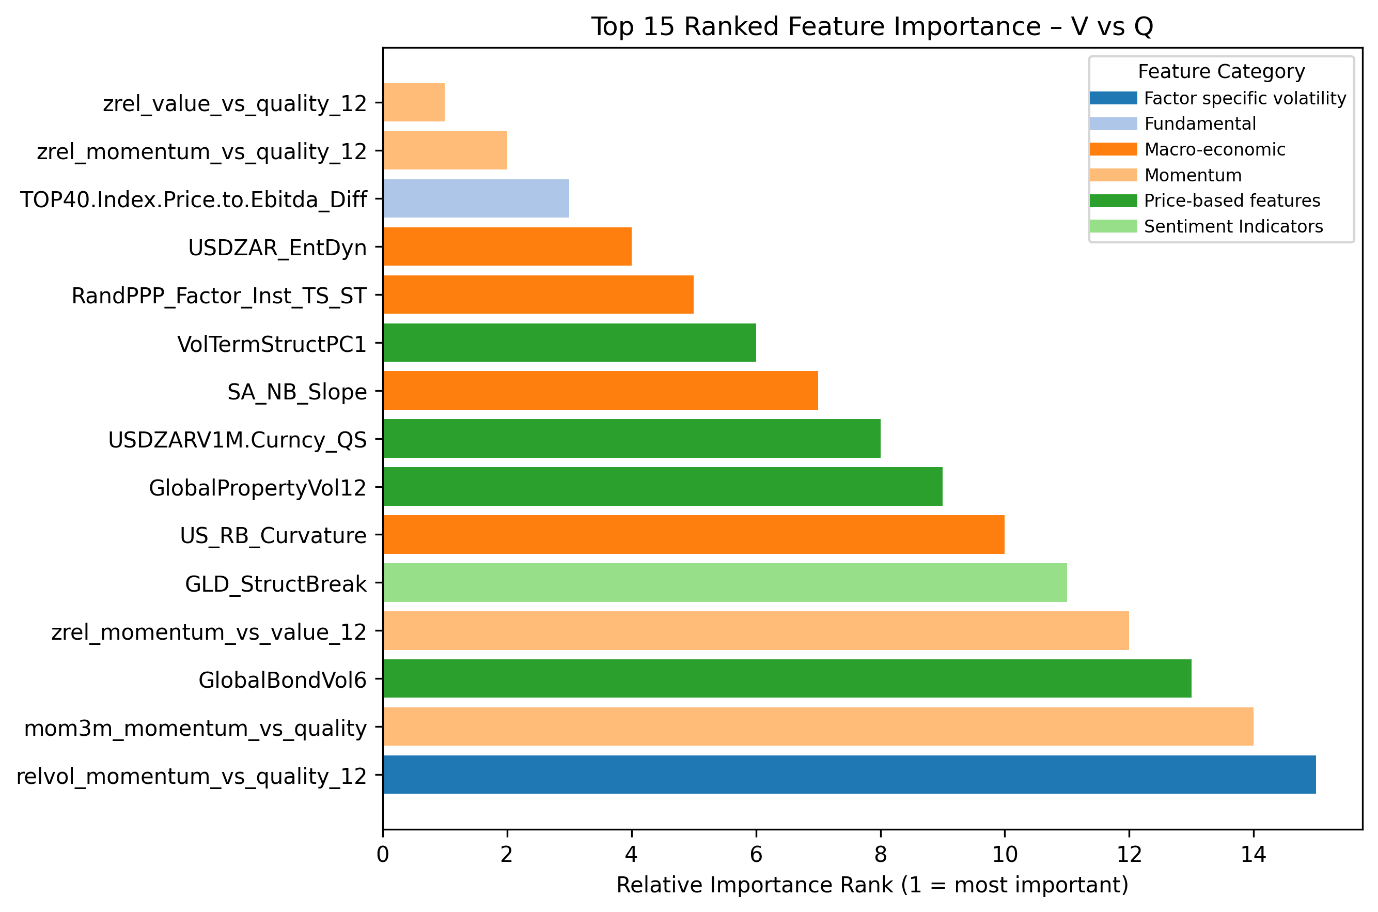 Top 15 Ranked Feature Importance – V vs Q
Feature Category
Factor specific volatility
Fundamental
Macro-economic
Momentum
Price-based features
Sentiment Indicators
zrel_value_vs_quality_12
zrel_momentum_vs_quality_12
TOP40.Index.Price.to.Ebitda_Diff
USDZAR_EntDyn
RandPPP_Factor_Inst_TS_ST
VolTermStructPC1
SA_NB_Slope
USDZARV1M.Curncy_QS
GlobalPropertyVol12
US_RB_Curvature
GLD_StructBreak
zrel_momentum_vs_value_12
GlobalBondVol6
mom3m_momentum_vs_quality
relvol_momentum_vs_quality_12
0 2 4 6 8 10 12 14
Relative Importance Rank (1 = most important)